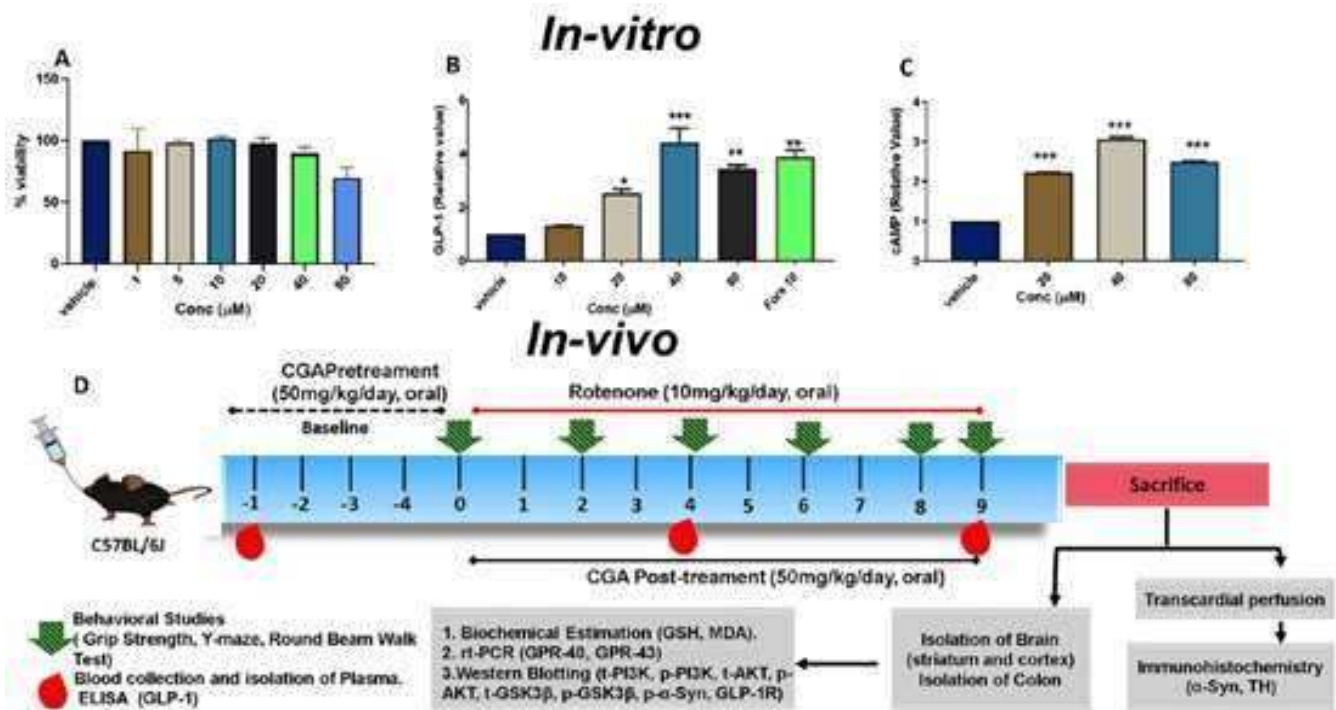 In-vitro
A
150
100
50
0
% viability
vehicle
1
5
10
20
40
80
Conc (μM)
B
6
4
2
0
GLP-1 (Relative value)
***
*
**
**
vehicle
10
20
40
80
Fors 10
Conc (μM)
C
4
3
2
1
0
cAMP (Relative Value)
***
***
***
vehicle
20
40
80
Conc (μM)
In-vivo
D
CGAPretreament
(50mg/kg/day, oral)
Baseline
Rotenone (10mg/kg/day, oral)
-1 -2 -3 -4 0 1 2 3 4 5 6 7 8 9
C57BL/6J
CGA Post-treament (50mg/kg/day, oral)
Sacrifice
Behavioral Studies
( Grip Strength, Y-maze, Round Beam Walk
Test)
Blood collection and isolation of Plasma.
ELISA (GLP-1)
1. Biochemical Estimation (GSH, MDA).
2. rt-PCR (GPR-40, GPR-43)
3.Western Blotting (t-PI3K, p-PI3K, t-AKT, p-
AKT, t-GSK3β, p-GSK3β, p-α-Syn, GLP-1R)
Isolation of Brain
(striatum and cortex)
Isolation of Colon
Transcardial perfusion
Immunohistochemistry
(α-Syn, TH)